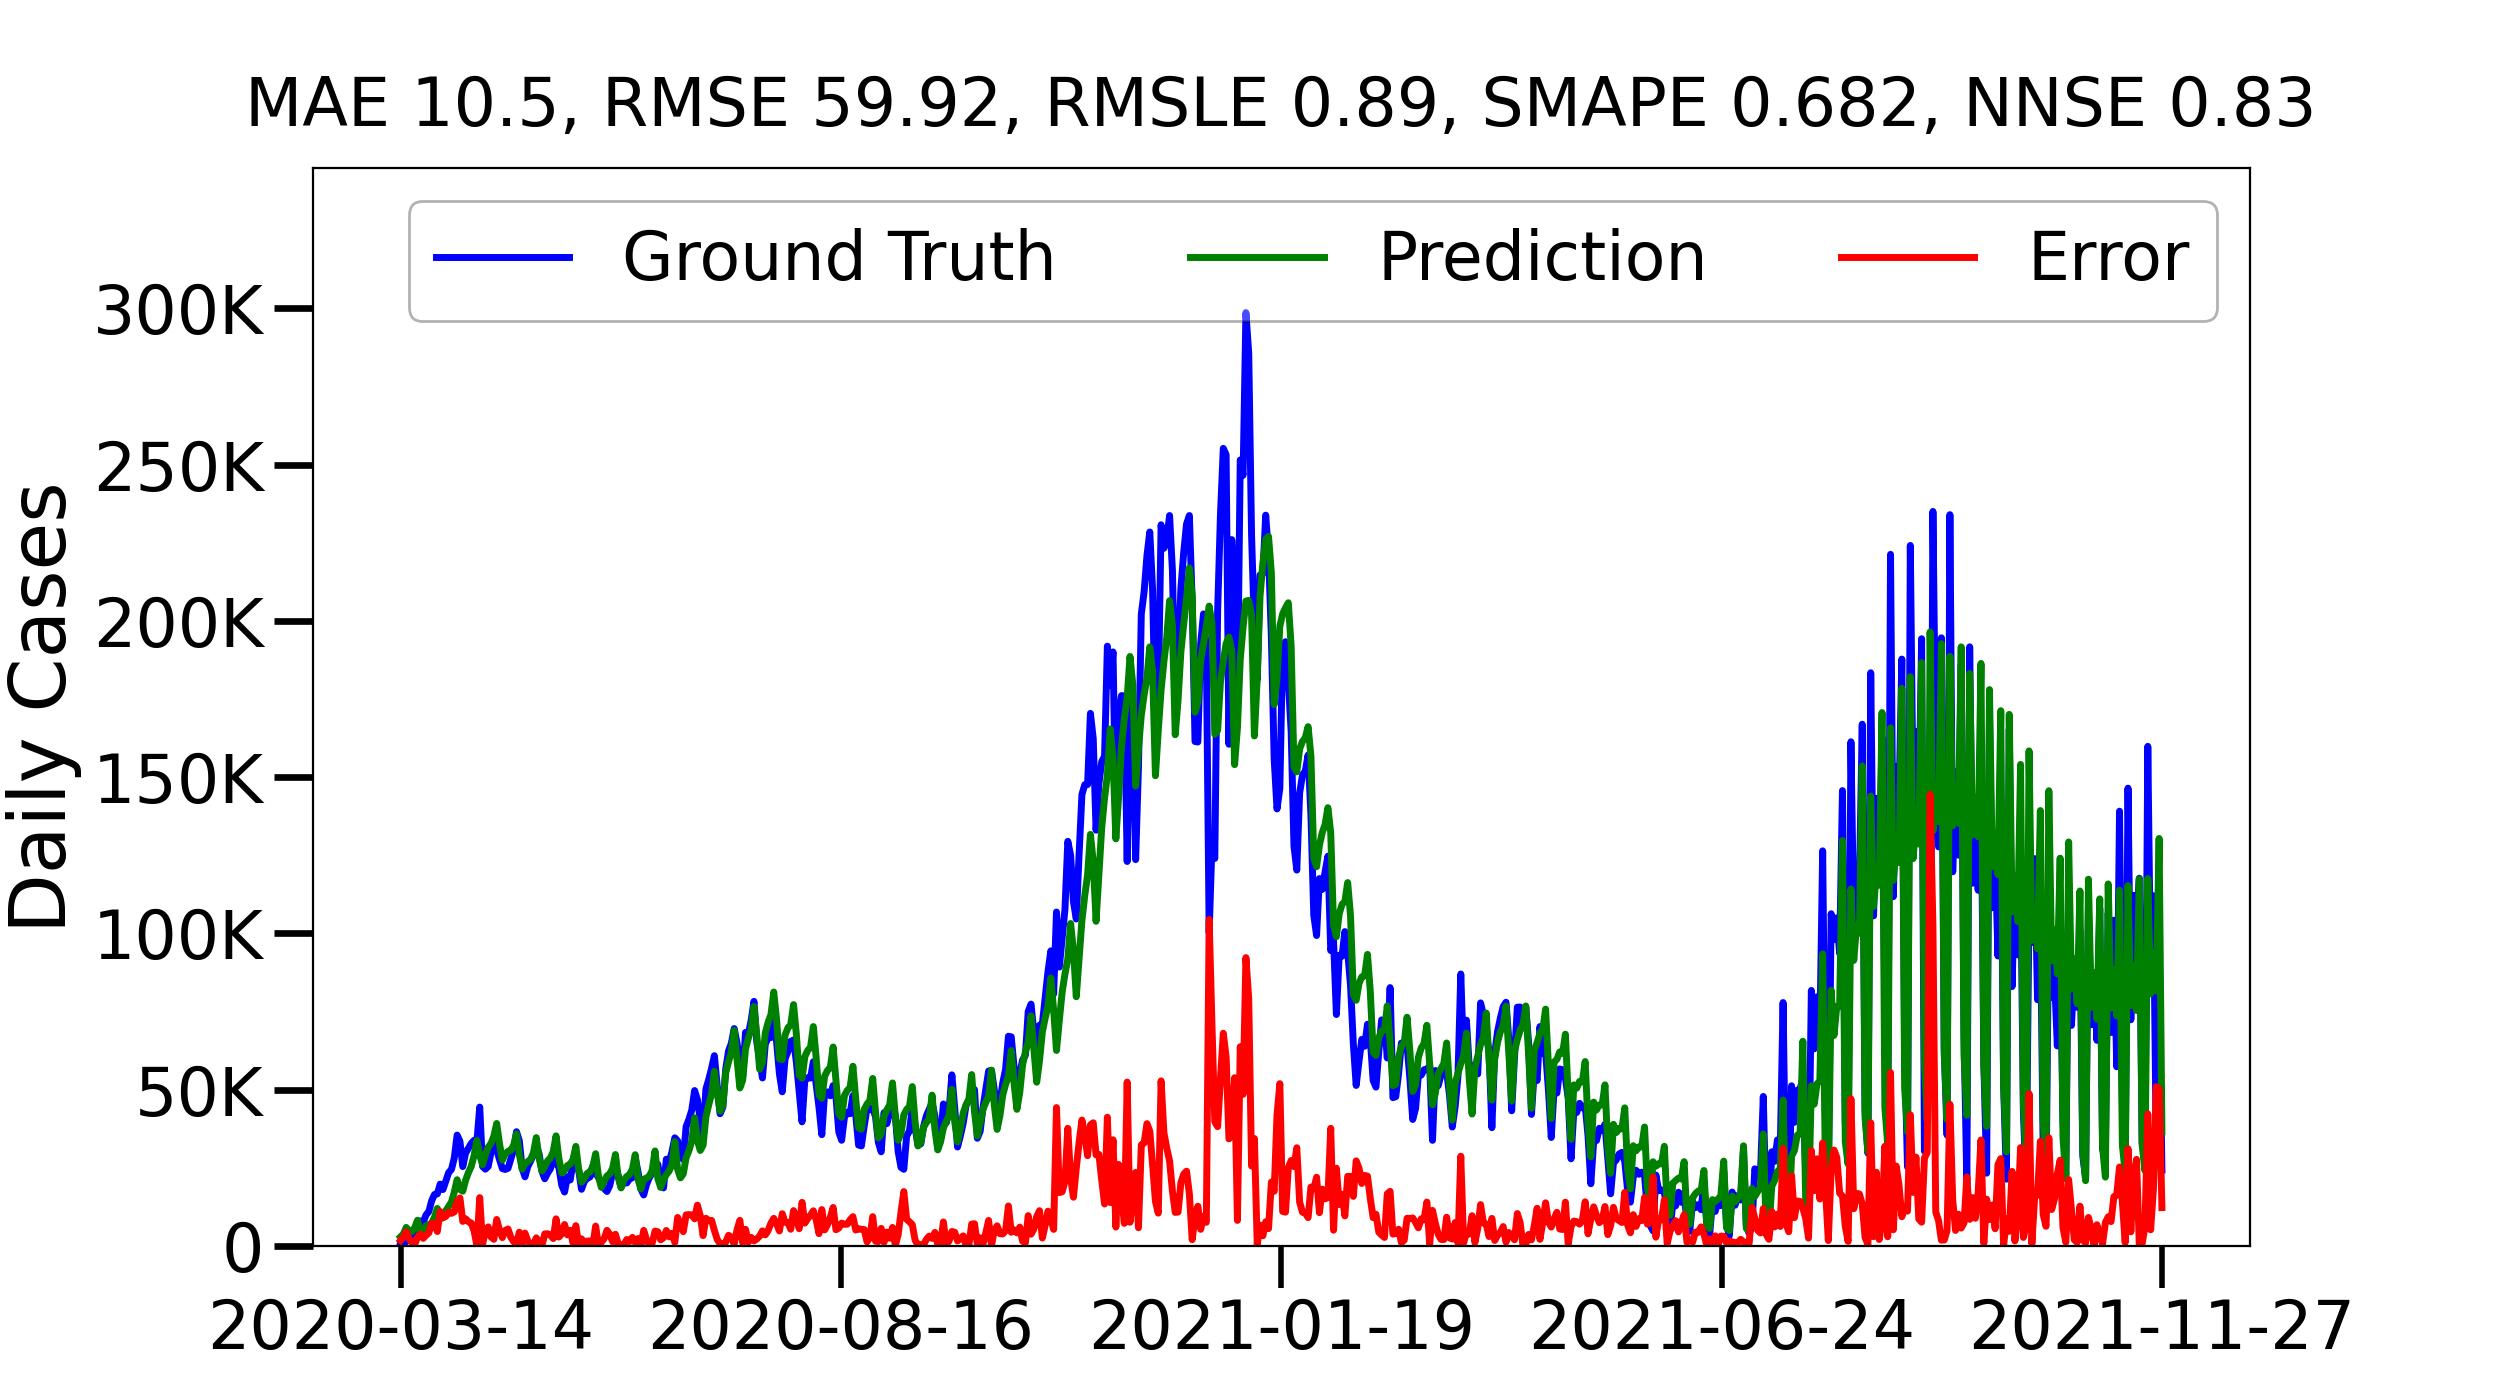 MAE 10.5, RMSE 59.92, RMSLE 0.89, SMAPE 0.682, NNSE 0.83
Ground Truth Prediction Error
Daily Cases
300K
250K
200K
150K
100K
50K
0
2020-03-14 2020-08-16 2021-01-19 2021-06-24 2021-11-27